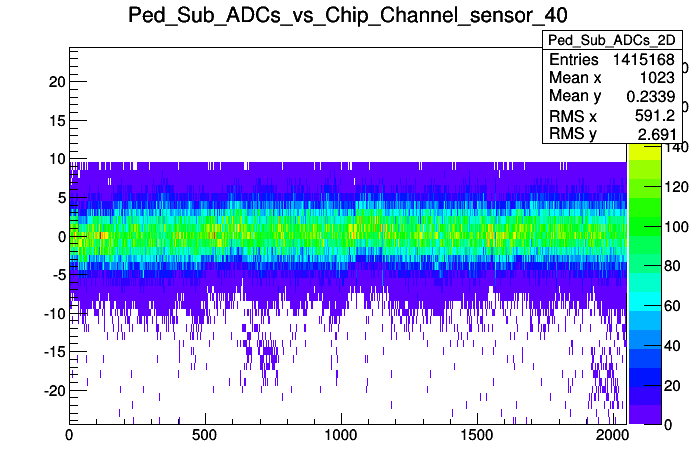 Ped_Sub_ADCs_vs_Chip_Channel_sensor_40
Ped_Sub_ADCs_2D
Entries 1415168
Mean x 1023
Mean y 0.2339
RMS x 591.2
RMS y 2.691
20
15
10
5
0
-5
-10
-15
-20
0 500 1000 1500 2000
140
120
100
80
60
40
20
0